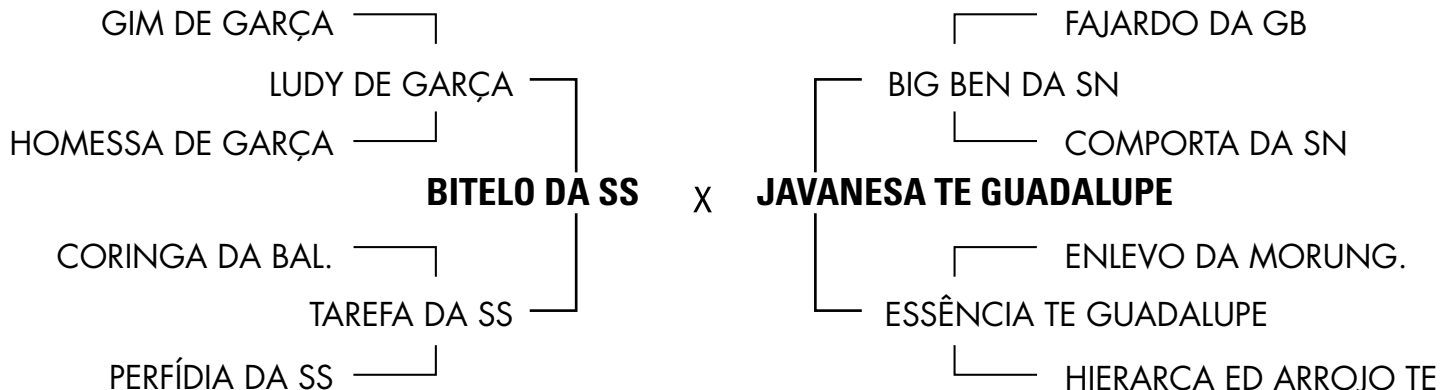 GIM DE GARÇA FAJARDO DA GB
LUDY DE GARÇA BIG BEN DA SN
HOMESSA DE GARÇA COMPORTA DA SN
BITELO DA SS X JAVANESA TE GUADALUPE
CORINGA DA BAL. ENLEVO DA MORUNG.
TAREFA DA SS ESSÊNCIA TE GUADALUPE
PERFÍDIA DA SS HIERARCA ED ARROJO TE